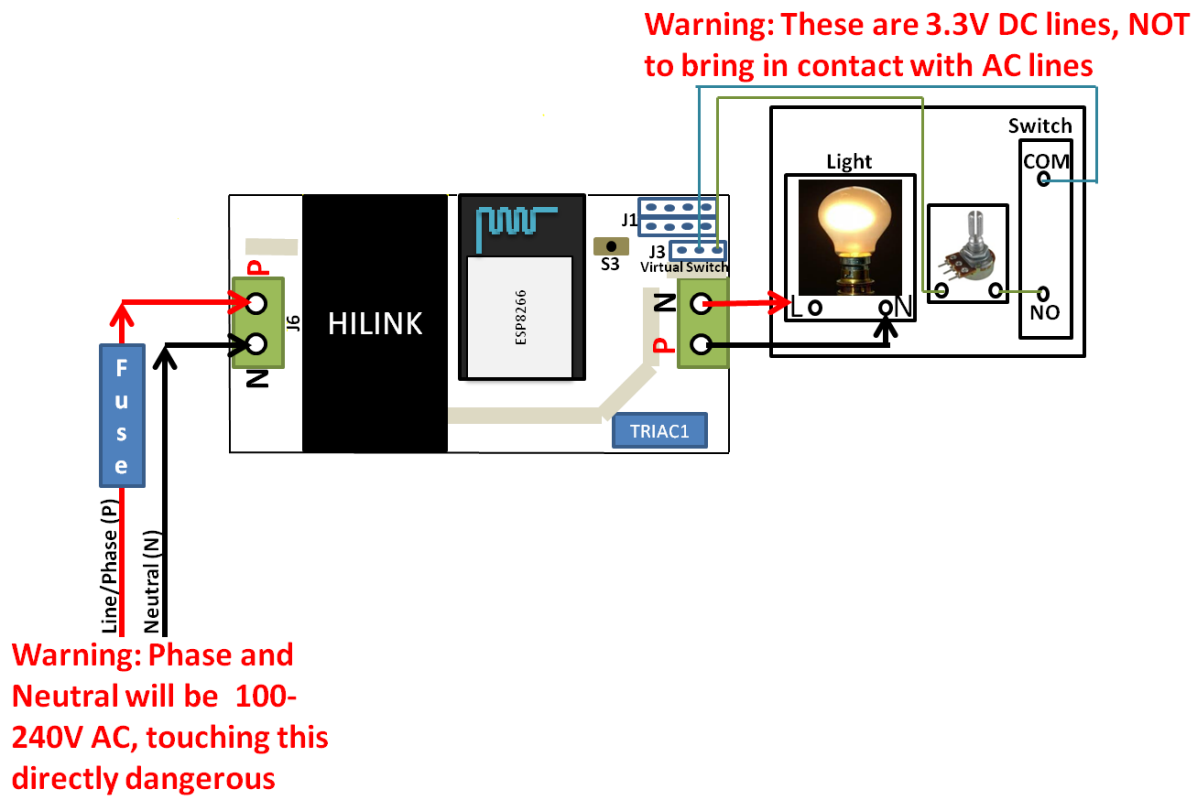 Warning: These are 3.3V DC lines, NOT
to bring in contact with AC lines
Switch
COM
Light
J1
J3
Virtual Switch
S3
P
J6
N
HILINK
ESP8266
N
P
L
N
NO
Fuse
TRIAC1
Line/Phase (P)
Neutral (N)
Warning: Phase and
Neutral will be 100-
240V AC, touching this
directly dangerous